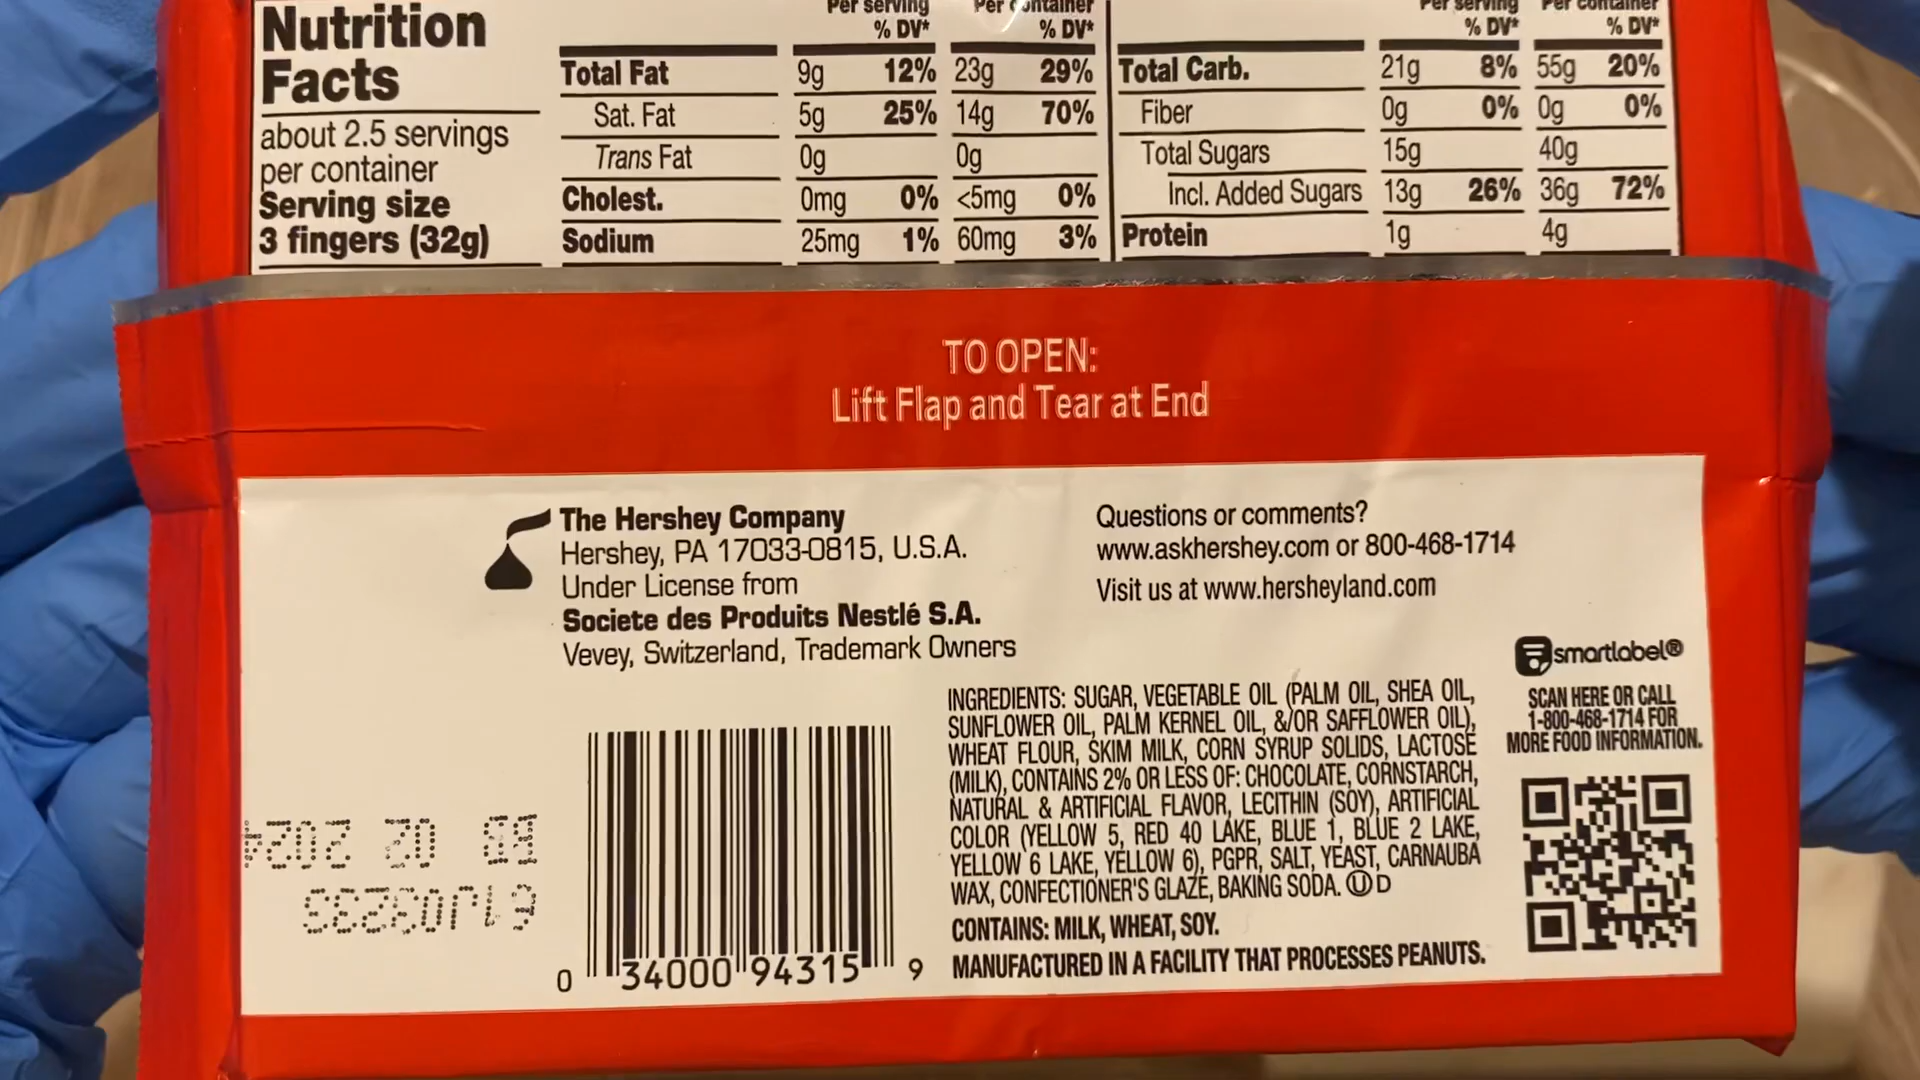 Nutrition
Facts
about 2.5 servings
per container
Serving size
3 fingers (32g)
Per serving Per container
% DV* % DV*
Total Fat 9g 12% 23g 29%
Sat. Fat 5g 25% 14g 70%
Trans Fat 0g 0g
Cholest. 0mg 0% <5mg 0%
Sodium 25mg 1% 60mg 3%
Per serving Per container
% DV* % DV*
Total Carb. 21g 8% 55g 20%
Fiber 0g 0% 0g 0%
Total Sugars 15g 40g
Incl. Added Sugars 13g 26% 36g 72%
Protein 1g 4g
TO OPEN:
Lift Flap and Tear at End
The Hershey Company
Hershey, PA 17033-0815, U.S.A.
Under License from
Societe des Produits Nestlé S.A.
Vevey, Switzerland, Trademark Owners
Questions or comments?
www.askhershey.com or 800-468-1714
Visit us at www.hersheyland.com
smartlabel®
SCAN HERE OR CALL
1-800-468-1714 FOR
MORE FOOD INFORMATION.
INGREDIENTS: SUGAR, VEGETABLE OIL (PALM OIL, SHEA OIL,
SUNFLOWER OIL, PALM KERNEL OIL, &/OR SAFFLOWER OIL),
WHEAT FLOUR, SKIM MILK, CORN SYRUP SOLIDS, LACTOSE
(MILK), CONTAINS 2% OR LESS OF: CHOCOLATE, CORNSTARCH,
NATURAL & ARTIFICIAL FLAVOR, LECITHIN (SOY), ARTIFICIAL
COLOR (YELLOW 5, RED 40 LAKE, BLUE 1, BLUE 2 LAKE,
YELLOW 6 LAKE, YELLOW 6), PGPR, SALT, YEAST, CARNAUBA
WAX, CONFECTIONER'S GLAZE, BAKING SODA. Ⓤ D
CONTAINS: MILK, WHEAT, SOY.
MANUFACTURED IN A FACILITY THAT PROCESSES PEANUTS.
0 34000 94315 9